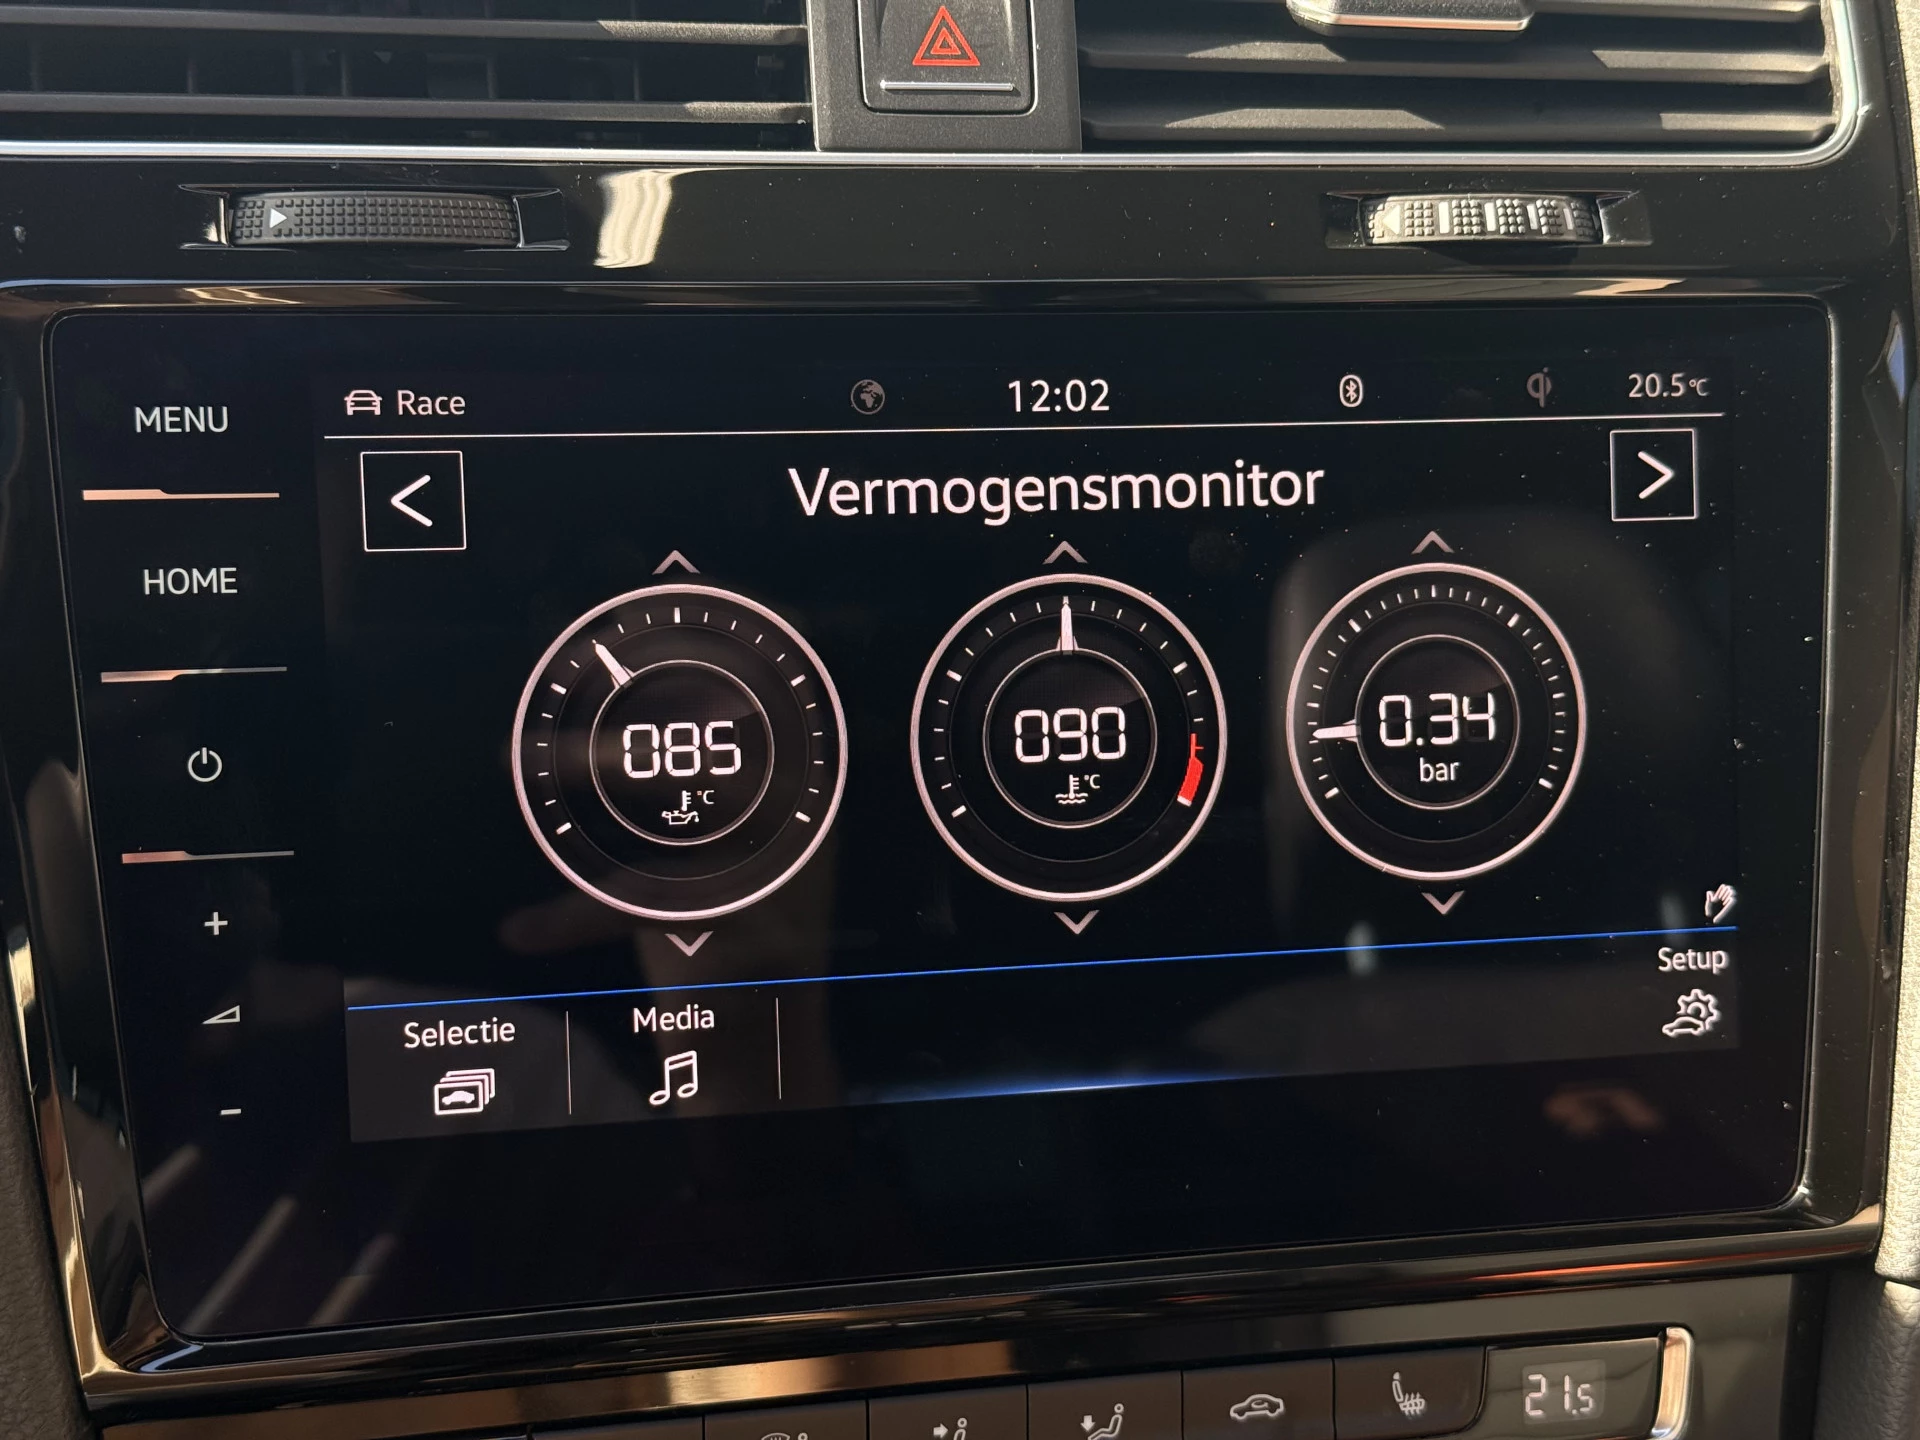 MENU
HOME
+
−
Race
12:02
20.5°C
<
Vermogensmonitor
>
085
°C
090
°C
0.34
bar
Selectie
Media
Setup
21.5